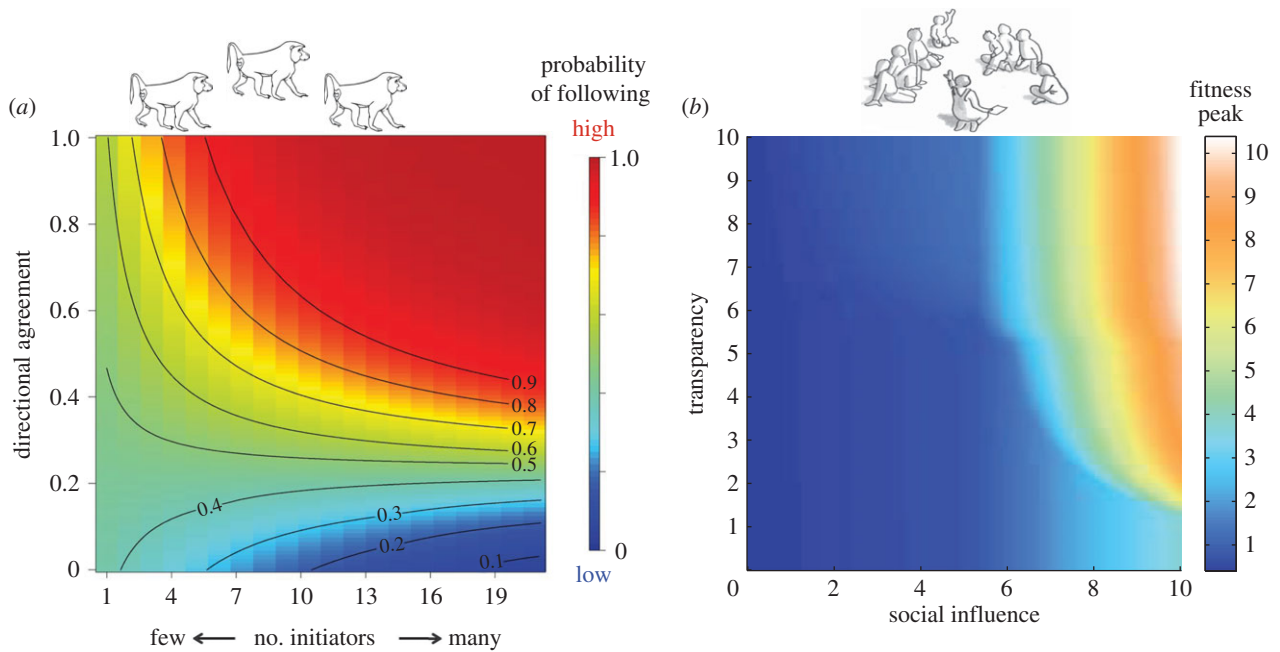 (a)
probability
of following
high
1.0
0
low
directional agreement
1.0
0.8
0.6
0.4
0.2
0
0.9
0.8
0.7
0.6
0.5
0.4
0.3
0.2
0.1
1 4 7 10 13 16 19
few ← no. initiators → many
(b)
fitness
peak
10
9
8
7
6
5
4
3
2
1
transparency
10
9
8
7
6
5
4
3
2
1
0 2 4 6 8 10
social influence